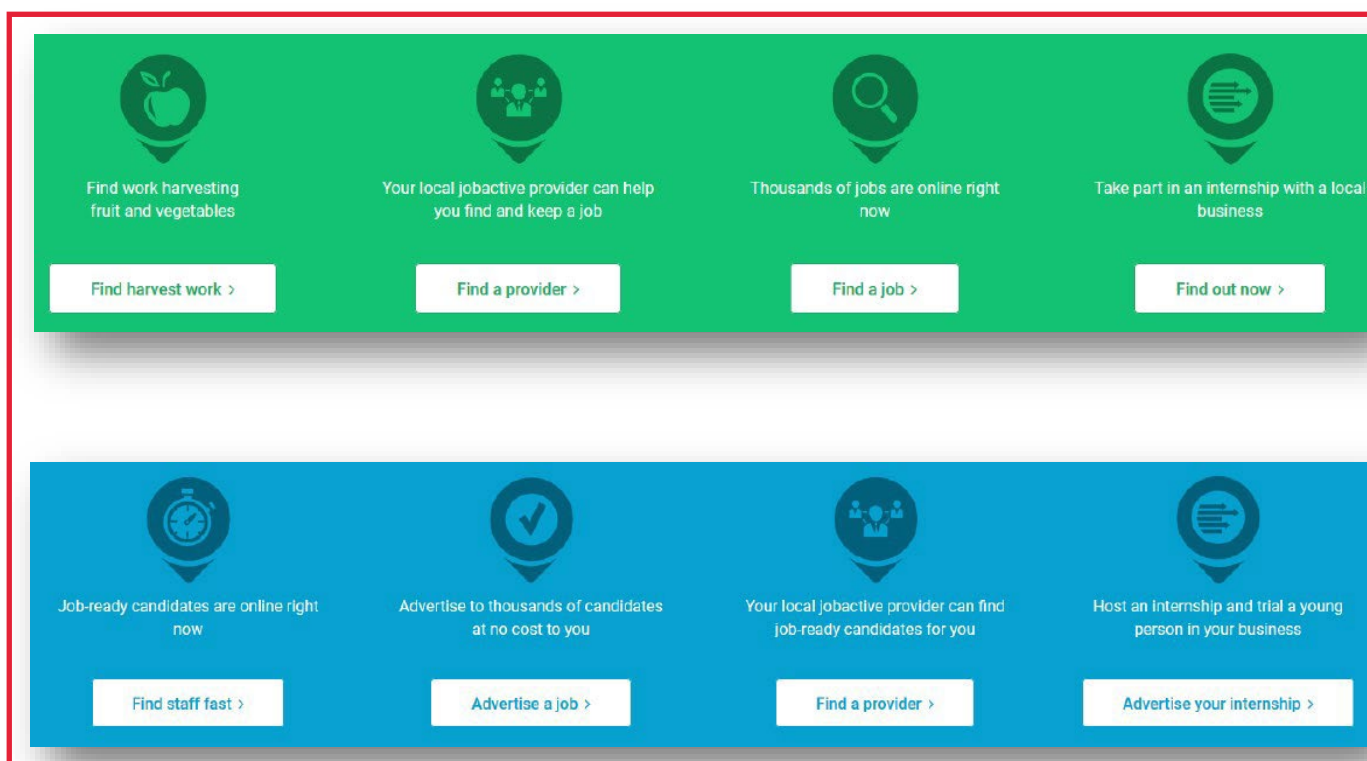 Find work harvesting
fruit and vegetables
Your local jobactive provider can help
you find and keep a job
Thousands of jobs are online right
now
Take part in an internship with a local
business
Find harvest work >
Find a provider >
Find a job >
Find out now >
Job-ready candidates are online right
now
Advertise to thousands of candidates
at no cost to you
Your local jobactive provider can find
job-ready candidates for you
Host an internship and trial a young
person in your business
Find staff fast >
Advertise a job >
Find a provider >
Advertise your internship >